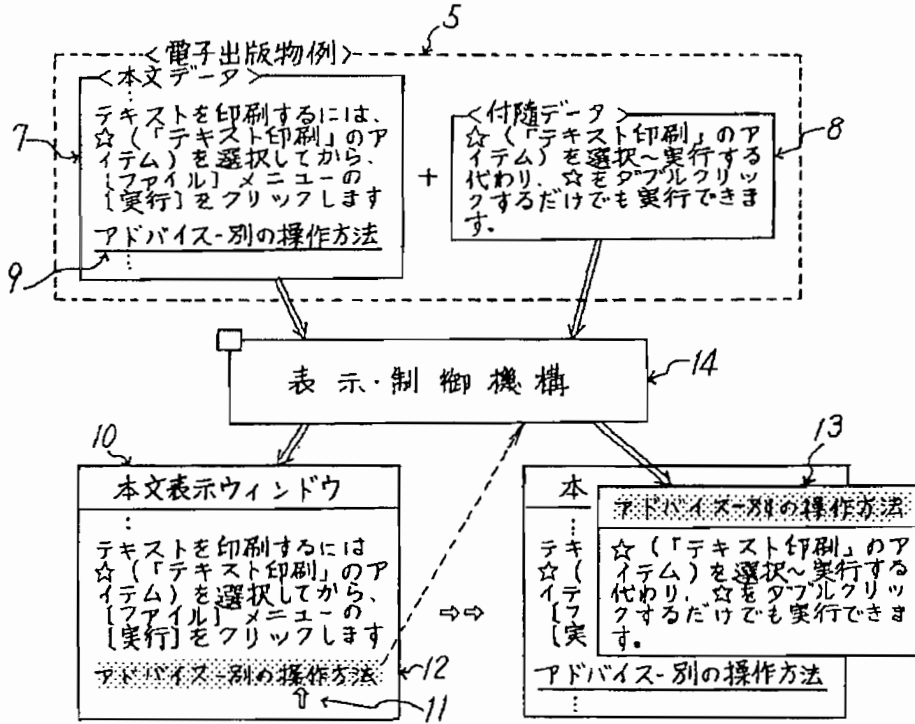 5
<電子出版物例>
<本文データ>
⋮
テキストを印刷するには、
☆(「テキスト印刷」のア
イテム)を選択してから、
[ファイル]メニューの
[実行]をクリックします
アドバイス-別の操作方法
⋮
7
9
+
<付随データ>
☆(「テキスト印刷」のア
イテム)を選択~実行する
代わり、☆をダブルクリッ
クするだけでも実行できま
す。
8
表示・制御機構
14
10
本文表示ウィンドウ
⋮
テキストを印刷するには
☆(「テキスト印刷」のア
イテム)を選択してから、
[ファイル]メニューの
[実行]をクリックします
アドバイス-別の操作方法
12
11
⇨⇨
13
本
⋮
テキ
☆(
イテ
[フ
[実
アドバイス-別の操作方法
⋮
アドバイス-別の操作方法
☆(「テキスト印刷」のア
イテム)を選択~実行する
代わり、☆をダブルクリッ
クするだけでも実行できま
す。